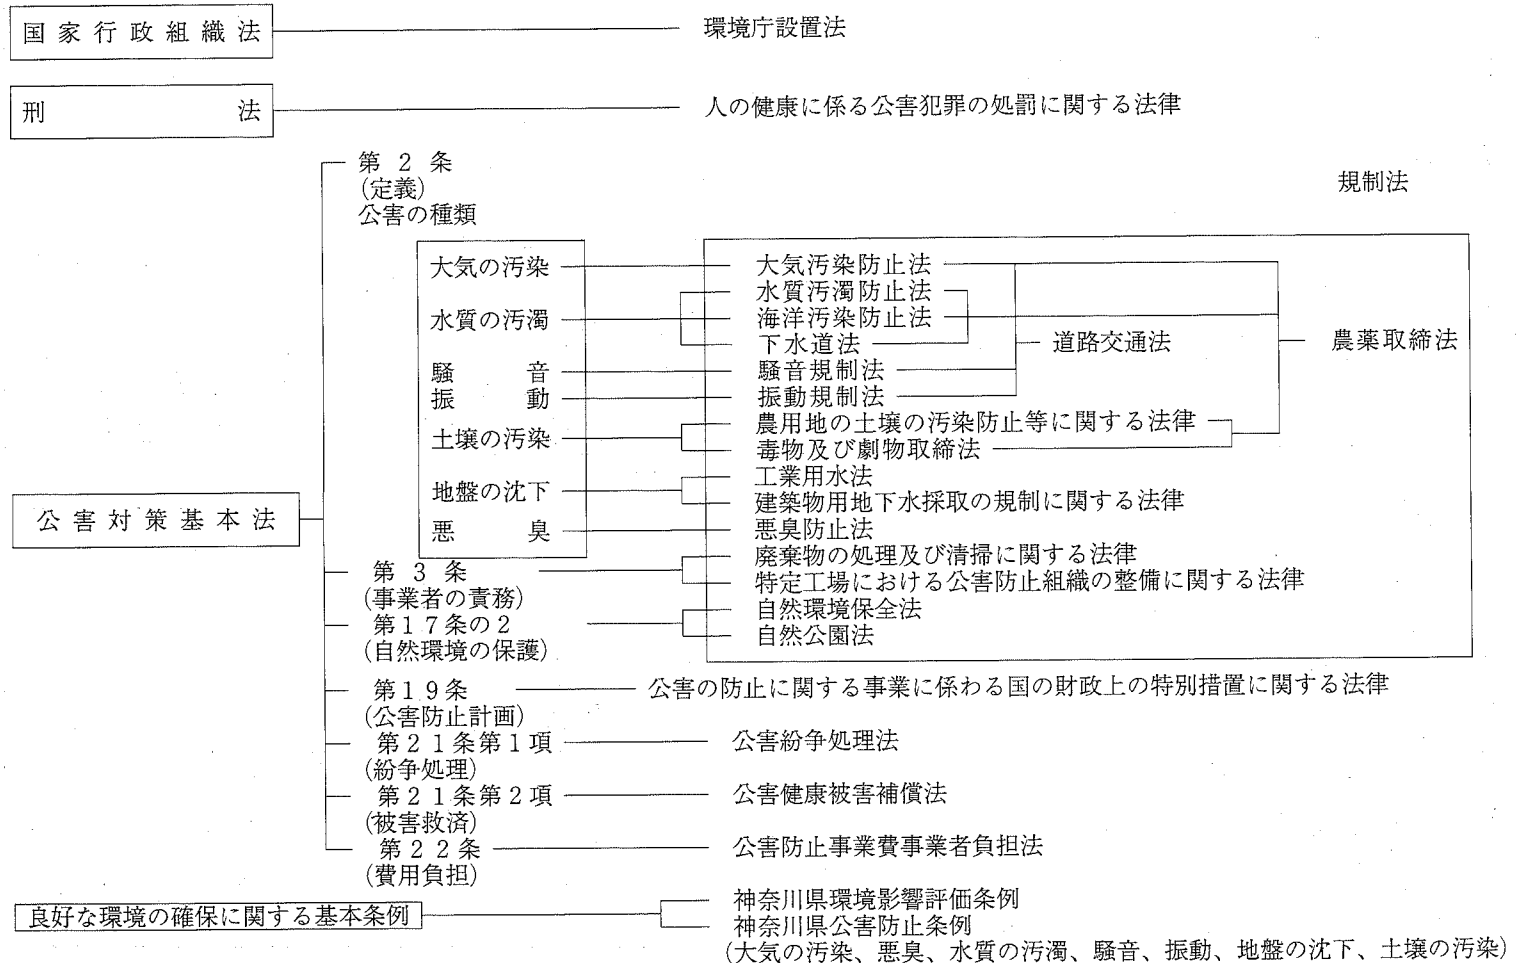 国家行政組織法 環境庁設置法
刑法 人の健康に係る公害犯罪の処罰に関する法律
第2条
(定義)
公害の種類
規制法
大気の汚染 大気汚染防止法
水質汚濁防止法
水質の汚濁 海洋汚染防止法
下水道法 道路交通法 農薬取締法
騒音 騒音規制法
振動 振動規制法
農用地の土壌の汚染防止等に関する法律
土壌の汚染
毒物及び劇物取締法
工業用水法
地盤の沈下
建築物用地下水採取の規制に関する法律
公害対策基本法
悪臭 悪臭防止法
廃棄物の処理及び清掃に関する法律
第3条
特定工場における公害防止組織の整備に関する法律
(事業者の責務)
自然環境保全法
第17条の2
自然公園法
(自然環境の保護)
第19条 公害の防止に関する事業に係わる国の財政上の特別措置に関する法律
(公害防止計画)
第21条第1項 公害紛争処理法
(紛争処理)
第21条第2項 公害健康被害補償法
(被害救済)
第22条 公害防止事業費事業者負担法
(費用負担)
神奈川県環境影響評価条例
良好な環境の確保に関する基本条例
神奈川県公害防止条例
(大気の汚染、悪臭、水質の汚濁、騒音、振動、地盤の沈下、土壌の汚染)